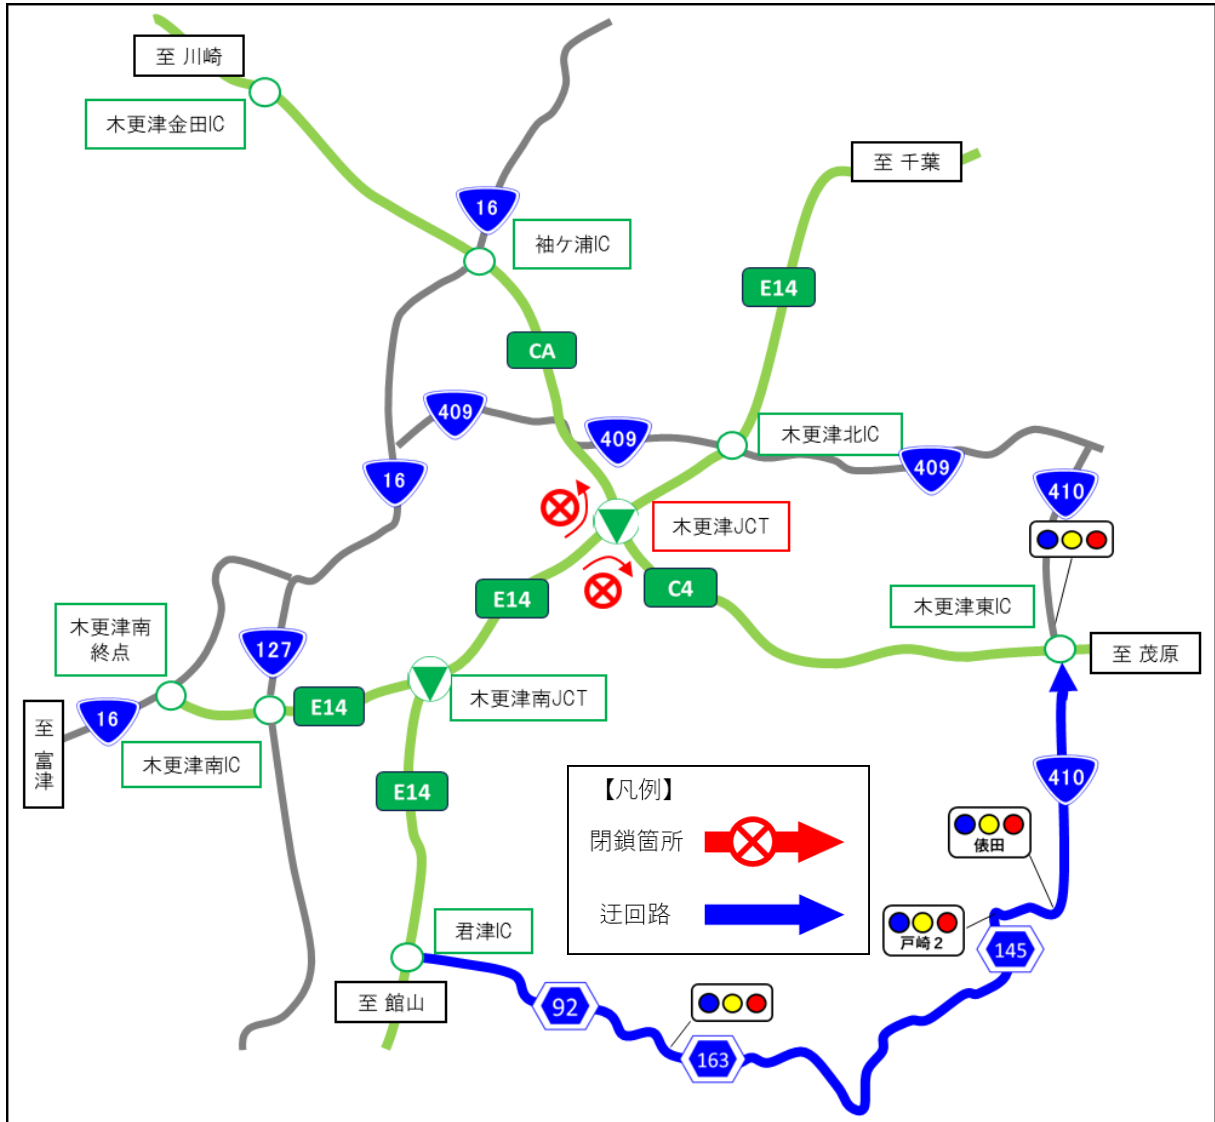 至 川崎
木更津金田IC
16
袖ケ浦IC
至 千葉
E14
CA
409
409
木更津北IC
409
16
410
木更津JCT
E14
C4
木更津東IC
木更津南
終点
127
至 茂原
木更津南JCT
E14
16
至 富津
木更津南IC
E14
410
【凡例】
閉鎖箇所
迂回路
俵田
戸崎2
君津IC
145
至 館山
92
163